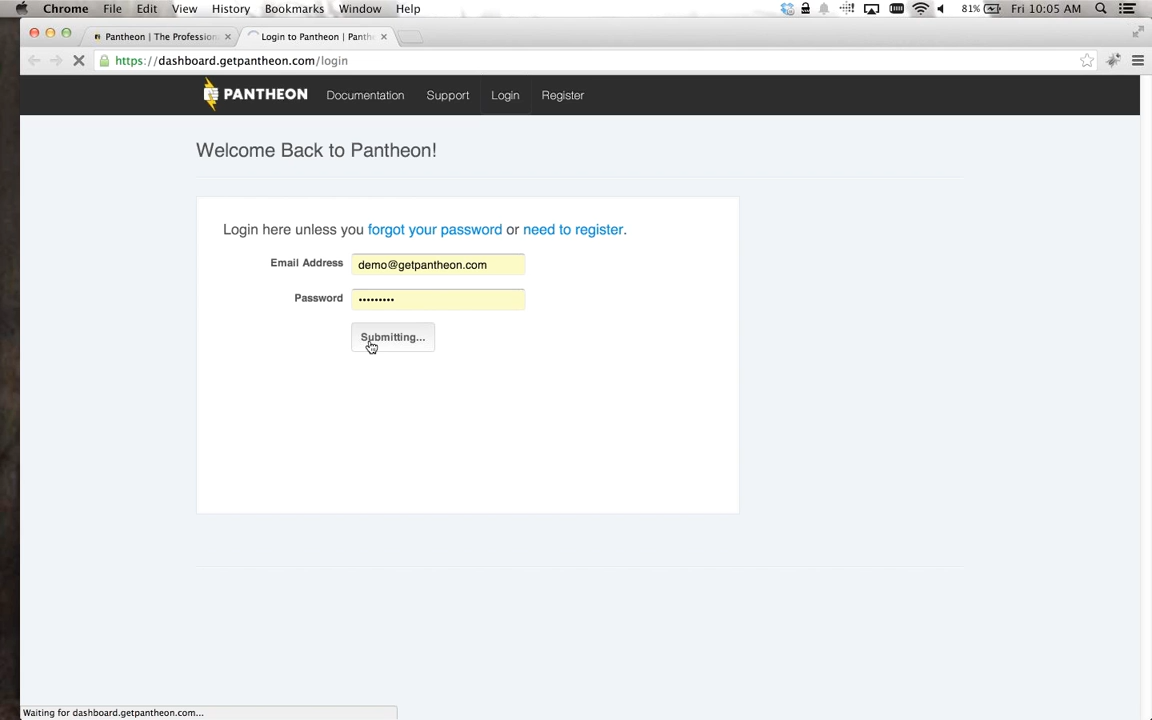 Chrome File Edit View History Bookmarks Window Help 81% Fri 10:05 AM
Pantheon | The Profession Login to Pantheon | Panth
https://dashboard.getpantheon.com/login
PANTHEON Documentation Support Login Register
Welcome Back to Pantheon!
Login here unless you forgot your password or need to register.
Email Address demo@getpantheon.com
Password •••••••••
Submitting...
Waiting for dashboard.getpantheon.com...